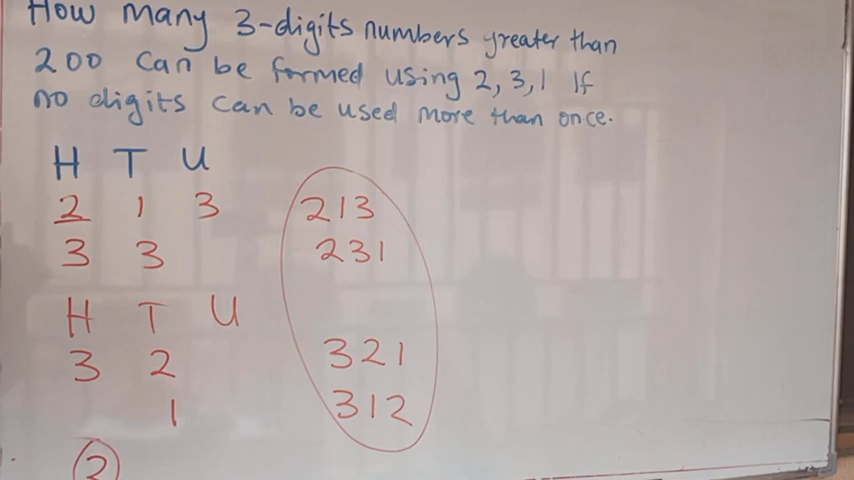 How many 3-digits numbers greater than
200 can be formed using 2, 3, 1 If
no digits can be used more than once.
H T U
2 1 3 213
3 3 231
H T U
3 2 321
1 312
2